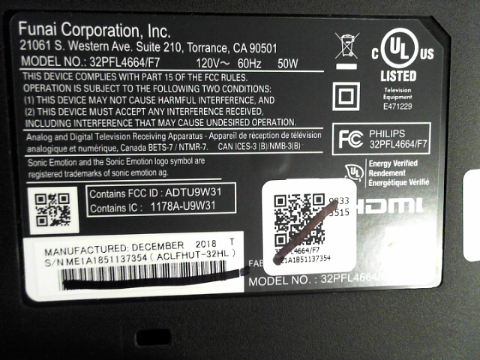 Funai Corporation, Inc.
21061 S. Western Ave. Suite 210, Torrance, CA 90501
MODEL NO.: 32PFL4664/F7 120V~ 60Hz 50W
THIS DEVICE COMPLIES WITH PART 15 OF THE FCC RULES.
OPERATION IS SUBJECT TO THE FOLLOWING TWO CONDITIONS:
(1) THIS DEVICE MAY NOT CAUSE HARMFUL INTERFERENCE, AND
(2) THIS DEVICE MUST ACCEPT ANY INTERFERENCE RECEIVED,
INCLUDING INTERFERENCE THAT MAY CAUSE UNDESIRED OPERATION.
Analog and Digital Television Receiving Apparatus - Appareil de réception de télévision
analogique et numérique, Canada BETS-7 / NTMR-7. CAN ICES-3 (B)/NMB-3(B)
Sonic Emotion and the Sonic Emotion logo symbol are
registered trademarks of sonic emotion ag.
C UL US
LISTED
Television
Equipment
E471229
FC PHILIPS
32PFL4664/F7
UL Energy Verified
Rendement
Énergétique Vérifié
Contains FCC ID : ADTU9W31
Contains IC : 1178A-U9W31
HDMI
9833
3515
/F7
ME1A1851137354
MANUFACTURED: DECEMBER 2018 T
S/N ME1A1851137354 (ACLFHUT-32HL)
MODEL NO.: 32PFL4664/F7